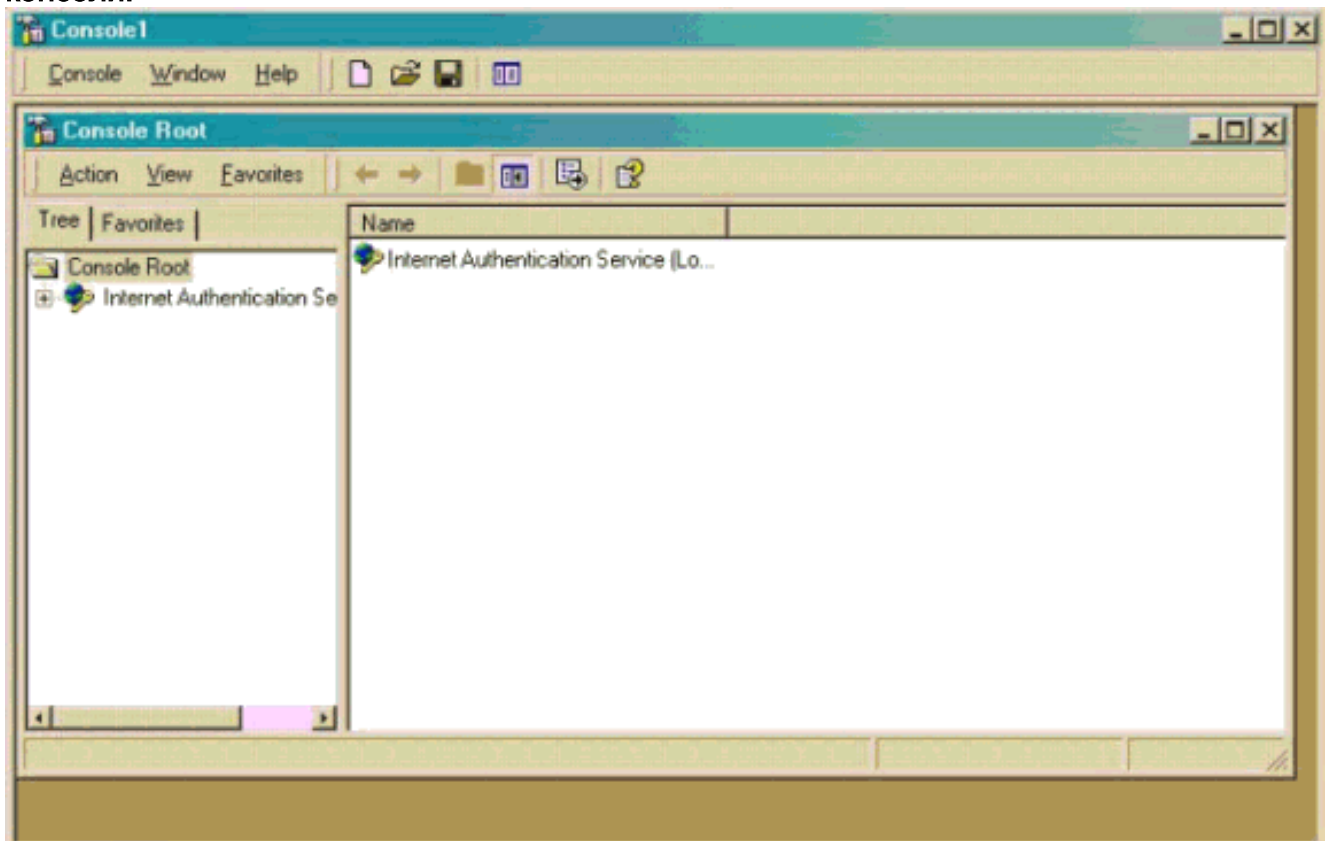 Console1
Console Window Help
Console Root
Action View Favorites
Tree Favorites
Name
Console Root
Internet Authentication Se
Internet Authentication Service (Lo...